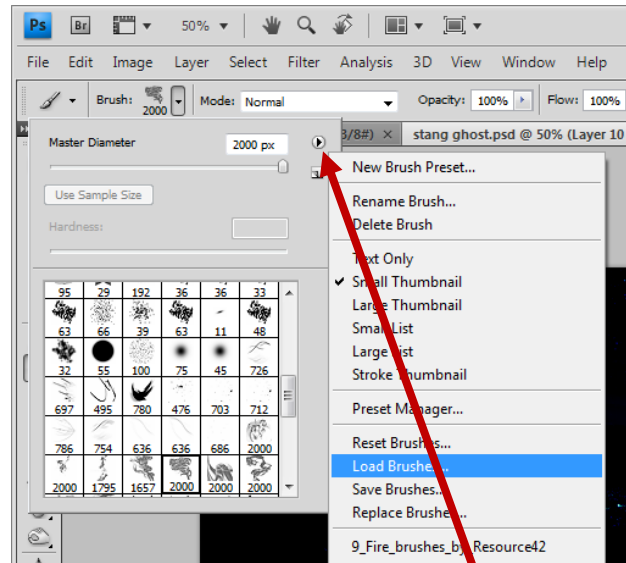 Ps Br 50%
File Edit Image Layer Select Filter Analysis 3D View Window Help
Brush: 2000 Mode: Normal Opacity: 100% Flow: 100%
3/8#) × stang ghost.psd @ 50% (Layer 10
Master Diameter 2000 px
Use Sample Size
Hardness:
95 29 192 36 36 33
63 66 39 63 11 48
32 55 100 75 45 726
697 495 780 476 703 712
786 754 636 636 686 2000
2000 1795 1657 2000 2000 2000
New Brush Preset...
Rename Brush...
Delete Brush
Text Only
Small Thumbnail
Large Thumbnail
Small List
Large List
Stroke Thumbnail
Preset Manager...
Reset Brushes...
Load Brushes...
Save Brushes...
Replace Brushes...
9_Fire_brushes_by_Resource42